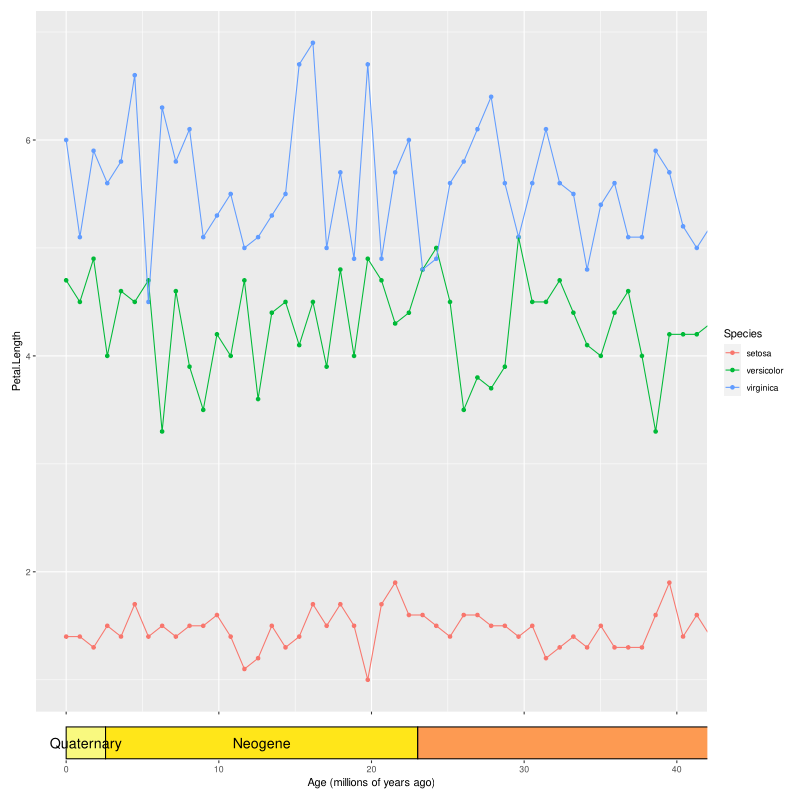 6
4
2
Petal.Length
Species
setosa
versicolor
virginica
Quaternary
Neogene
0 10 20 30 40
Age (millions of years ago)